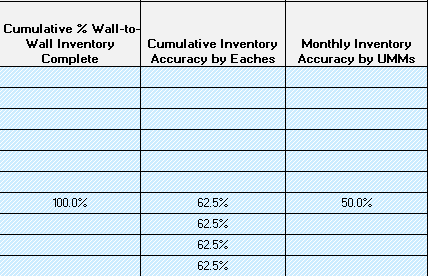 Cumulative % Wall-to-
Wall Inventory
Complete
Cumulative Inventory
Accuracy by Eaches
Monthly Inventory
Accuracy by UMMs
100.0% 62.5% 50.0%
62.5%
62.5%
62.5%